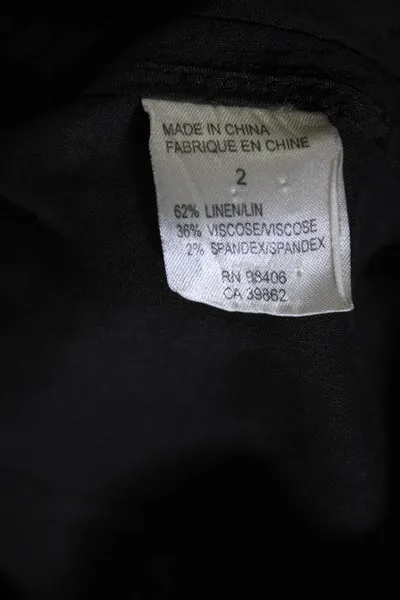 MADE IN CHINA
FABRIQUE EN CHINE
2
62% LINEN/LIN
36% VISCOSE/VISCOSE
2% SPANDEX/SPANDEX
RN 98406
CA 39862